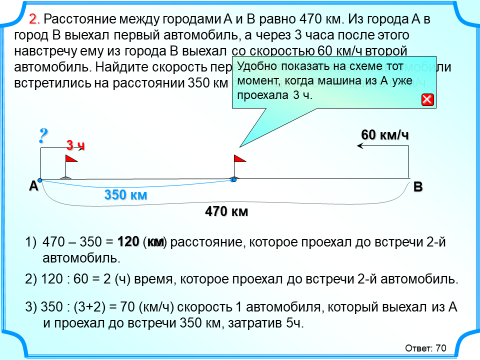 2. Расстояние между городами А и В равно 470 км. Из города А в
город В выехал первый автомобиль, а через 3 часа после этого
навстречу ему из города В выехал со скоростью 60 км/ч второй
автомобиль. Найдите скорость
встретились на расстоянии 350 км
Удобно показать на схеме тот
момент, когда машина из А уже
проехала 3 ч.
?
3 ч
60 км/ч
А
В
350 км
470 км
1) 470 – 350 = 120 (км) расстояние, которое проехал до встречи 2-й
автомобиль.
2) 120 : 60 = 2 (ч) время, которое проехал до встречи 2-й автомобиль.
3) 350 : (3+2) = 70 (км/ч) скорость 1 автомобиля, который выехал из А
и проехал до встречи 350 км, затратив 5ч.
Ответ: 70